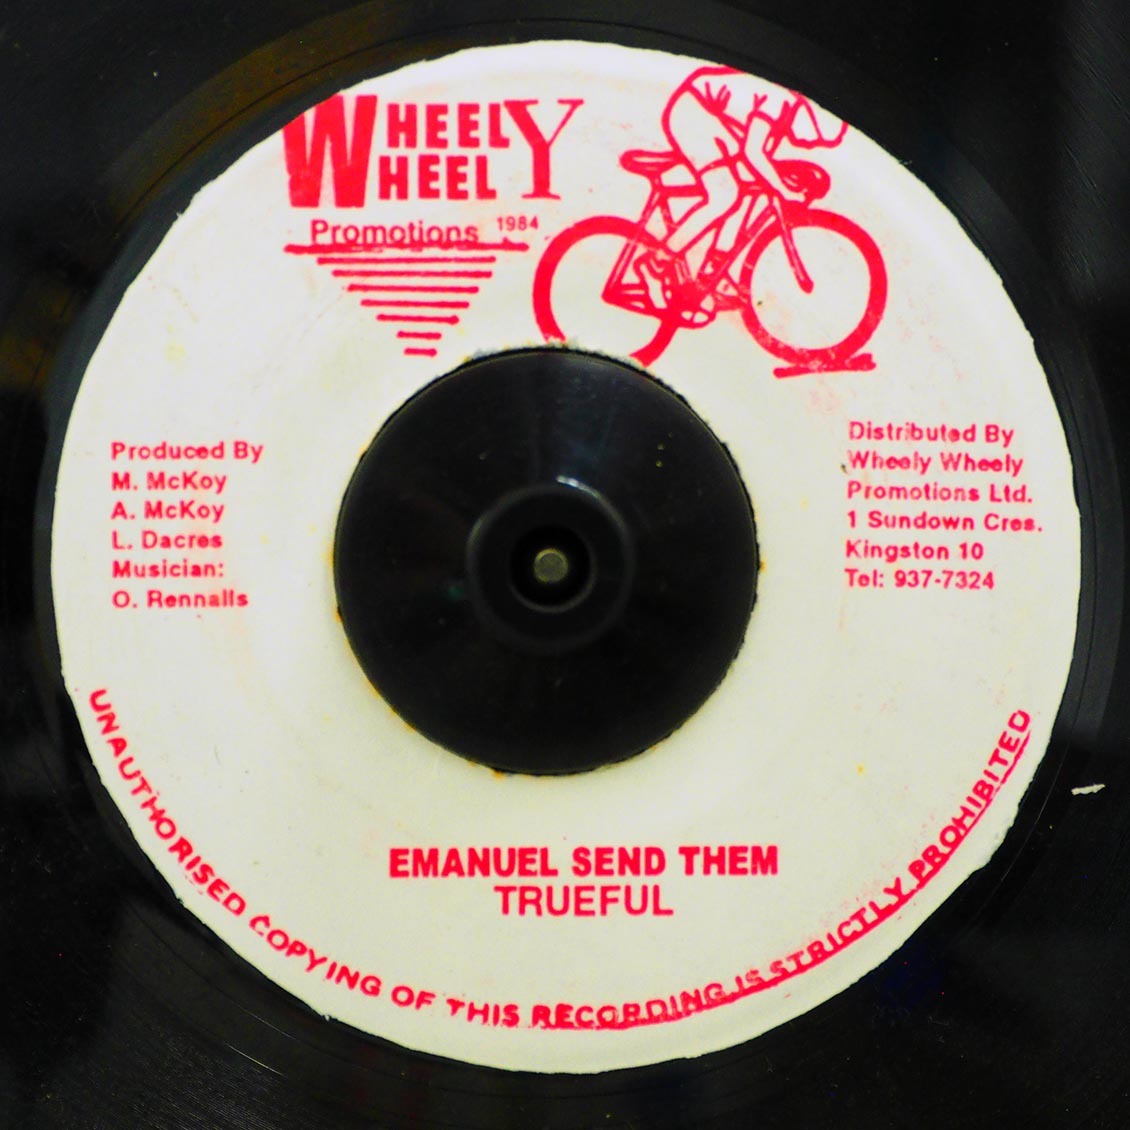 WHEELY
WHEELY
Promotions 1984
Produced By
M. McKoy
A. McKoy
L. Dacres
Musician:
O. Rennalls
Distributed By
Wheely Wheely
Promotions Ltd.
1 Sundown Cres.
Kingston 10
Tel: 937-7324
EMANUEL SEND THEM
TRUEFUL
UNAUTHORISED COPYING OF THIS RECORDING IS STRICTLY PROHIBITED